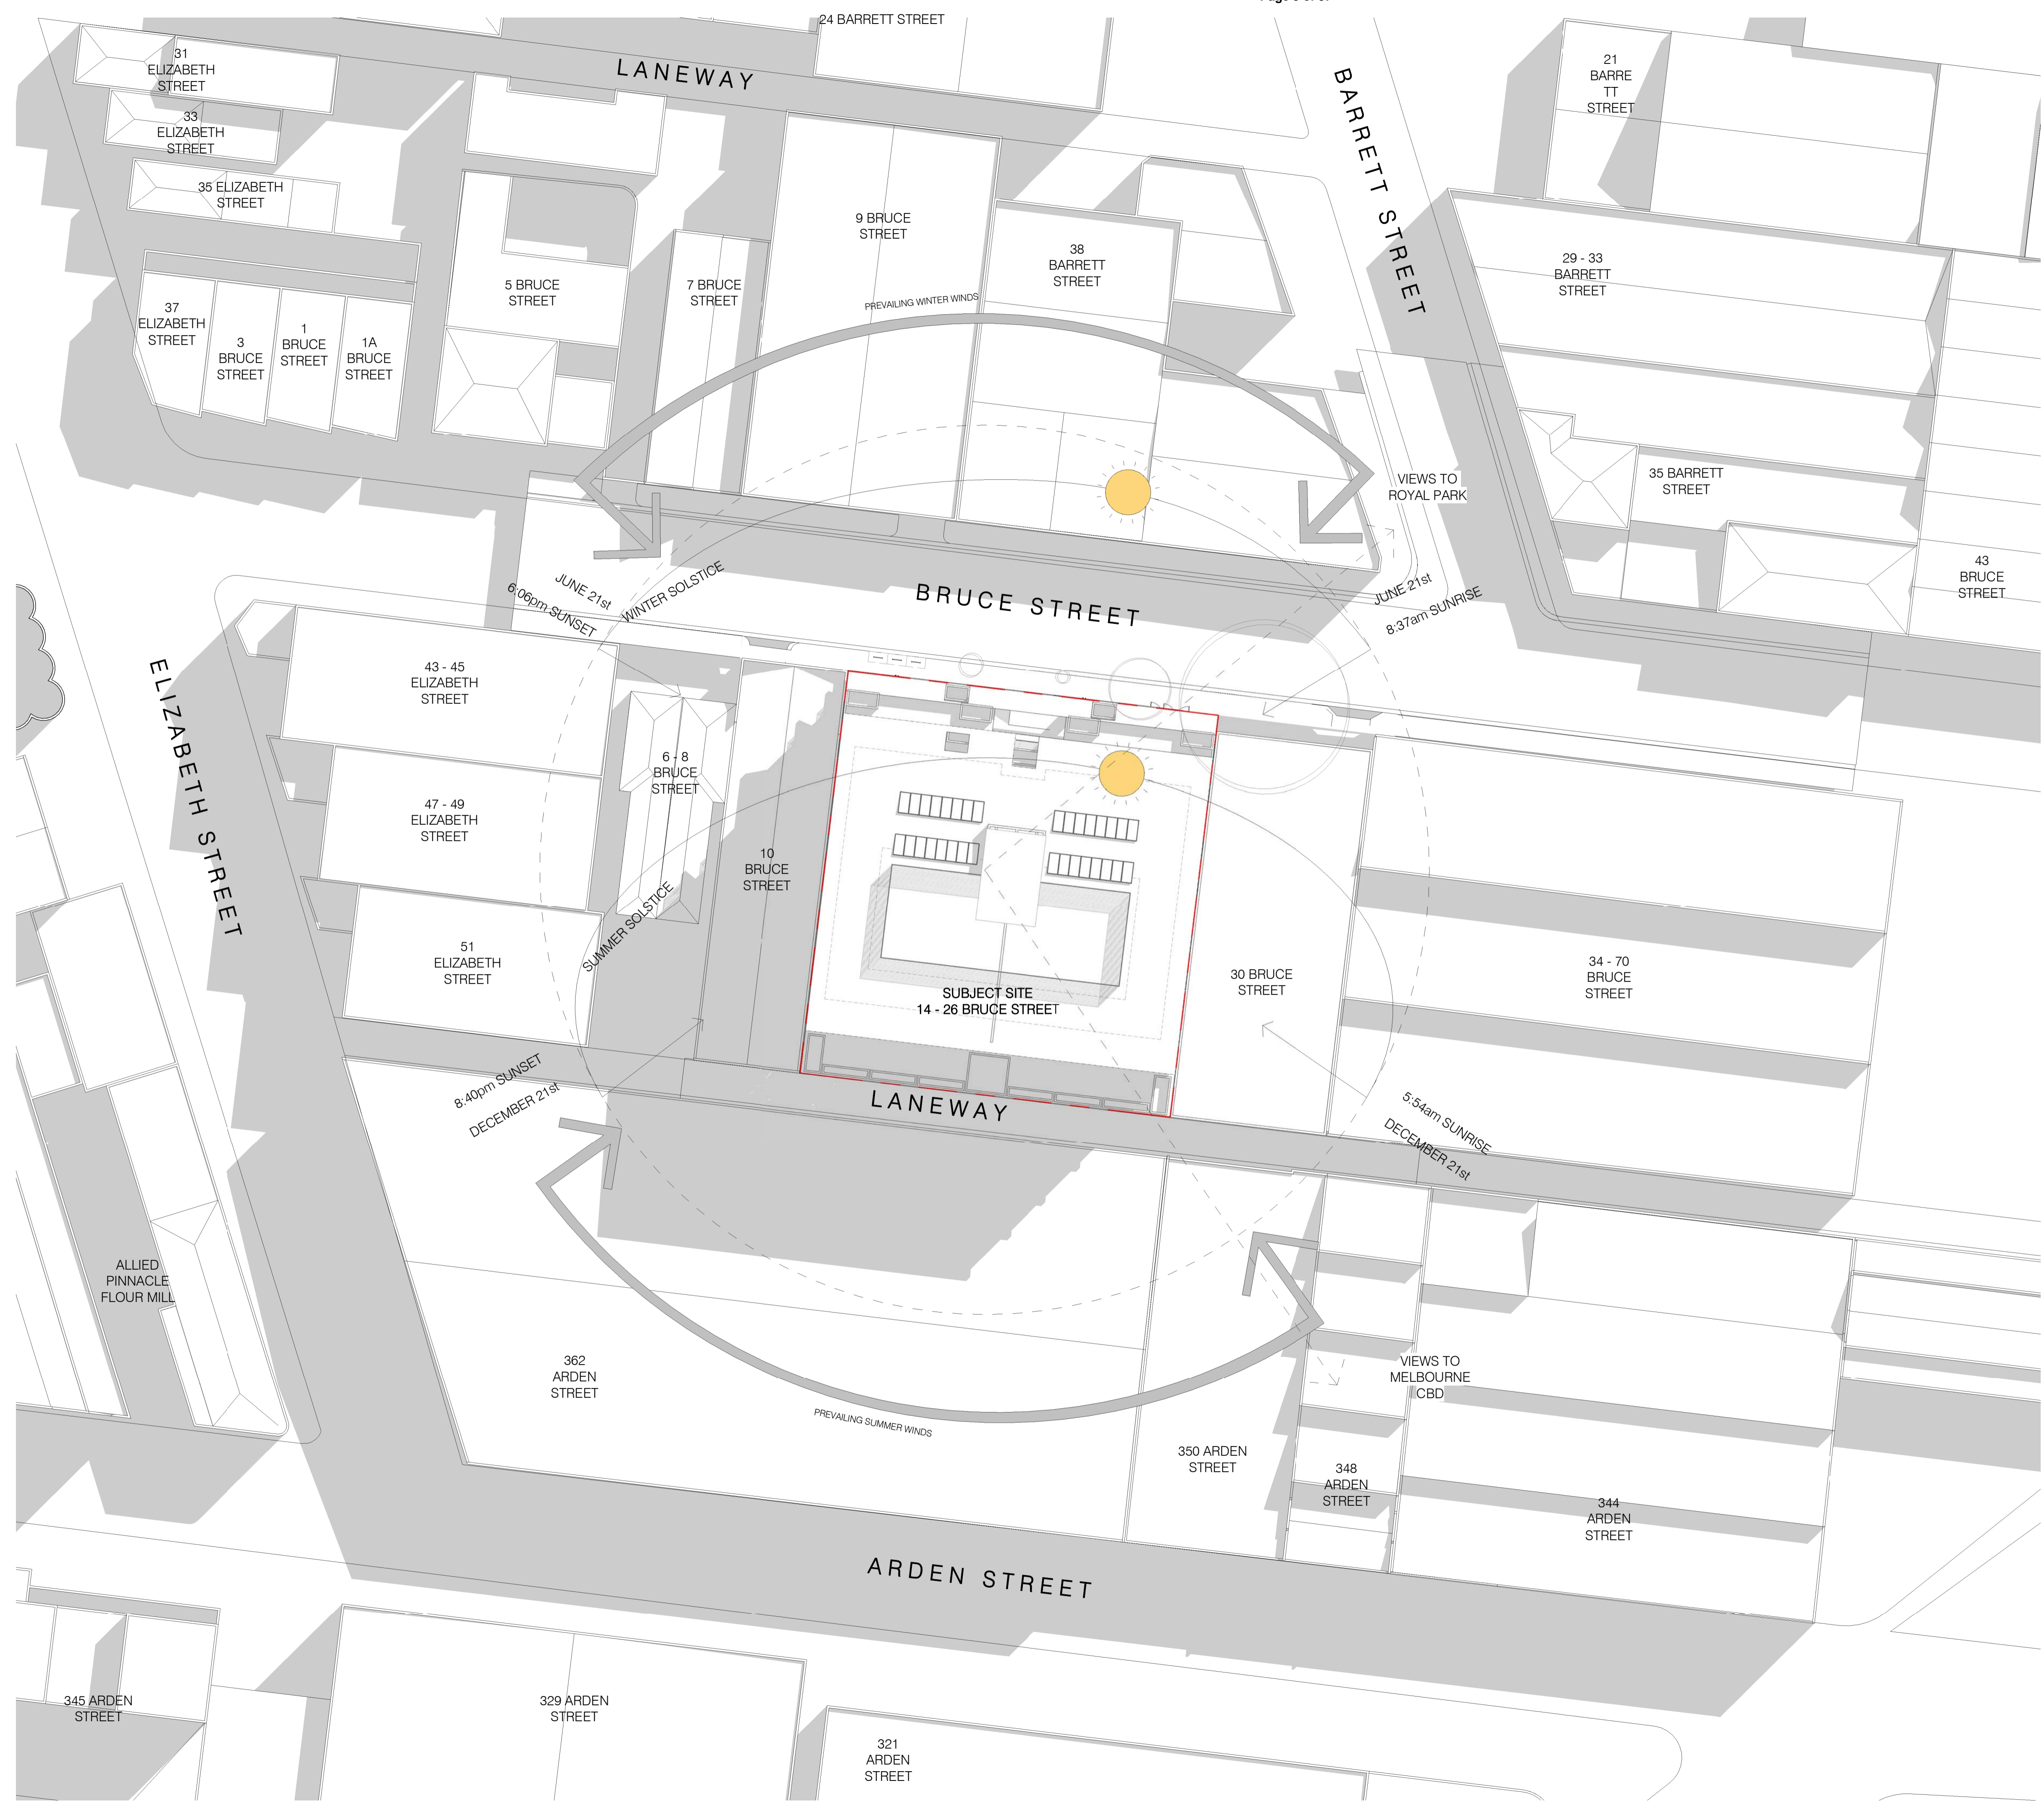 24 BARRETT STREET
LANEWAY
BARRETT STREET
31
ELIZABETH
STREET
33
ELIZABETH
STREET
35 ELIZABETH
STREET
21
BARRE
TT
STREET
9 BRUCE
STREET
38
BARRETT
STREET
29 - 33
BARRETT
STREET
5 BRUCE
STREET
7 BRUCE
STREET
PREVAILING WINTER WINDS
37
ELIZABETH
STREET
3
BRUCE
STREET
1
BRUCE
STREET
1A
BRUCE
STREET
VIEWS TO
ROYAL PARK
35 BARRETT
STREET
43
BRUCE
STREET
JUNE 21st
6:06pm SUNSET
WINTER SOLSTICE
BRUCE STREET
JUNE 21st
8:37am SUNRISE
ELIZABETH STREET
43 - 45
ELIZABETH
STREET
6 - 8
BRUCE
STREET
47 - 49
ELIZABETH
STREET
10
BRUCE
STREET
SUMMER SOLSTICE
51
ELIZABETH
STREET
SUBJECT SITE
14 - 26 BRUCE STREET
30 BRUCE
STREET
34 - 70
BRUCE
STREET
8:40pm SUNSET
DECEMBER 21st
LANEWAY
5:54am SUNRISE
DECEMBER 21st
ALLIED
PINNACLE
FLOUR MILL
362
ARDEN
STREET
VIEWS TO
MELBOURNE
CBD
PREVAILING SUMMER WINDS
350 ARDEN
STREET
348
ARDEN
STREET
344
ARDEN
STREET
ARDEN STREET
345 ARDEN
STREET
329 ARDEN
STREET
321
ARDEN
STREET